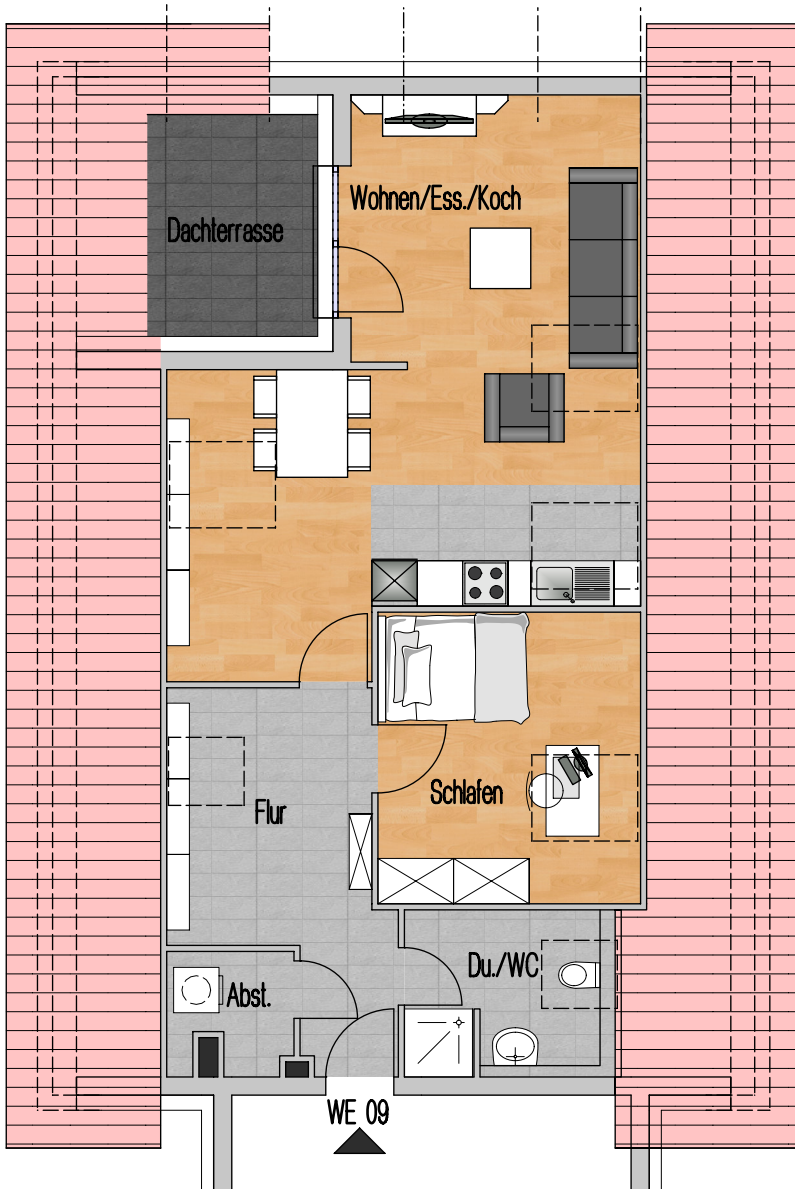 Wohnen/Ess./Koch
Dachterrasse
Schlafen
Flur
Du./WC
Abst.
WE 09